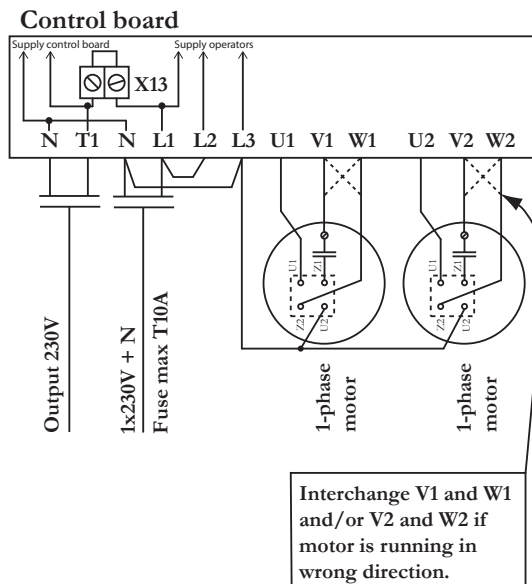 Control board
Supply control board
Supply operators
X13
N T1 N L1 L2 L3 U1 V1 W1 U2 V2 W2
U1 Z1
Z2 U2
U1 Z1
Z2 U2
Output 230V
1x230V + N
Fuse max T10A
1-phase
motor
1-phase
motor
Interchange V1 and W1
and/or V2 and W2 if
motor is running in
wrong direction.